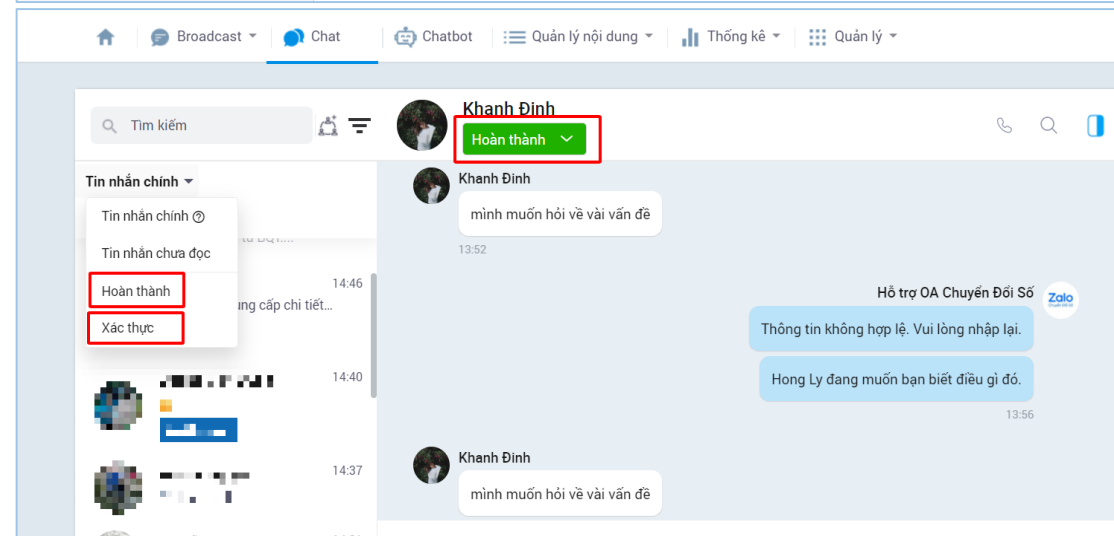 Broadcast
Chat
Chatbot
Quản lý nội dung
Thống kê
Quản lý
Tìm kiếm
Khanh Đinh
Hoàn thành
Tin nhắn chính
Tin nhắn chính
Tin nhắn chưa đọc
Hoàn thành
Xác thực
14:46
cấp chi tiết...
14:40
14:37
Khanh Đinh
mình muốn hỏi về vài vấn đề
13:52
Hỗ trợ OA Chuyển Đổi Số
Zalo
Thông tin không hợp lệ. Vui lòng nhập lại.
Hong Ly đang muốn bạn biết điều gì đó.
13:56
Khanh Đinh
mình muốn hỏi về vài vấn đề